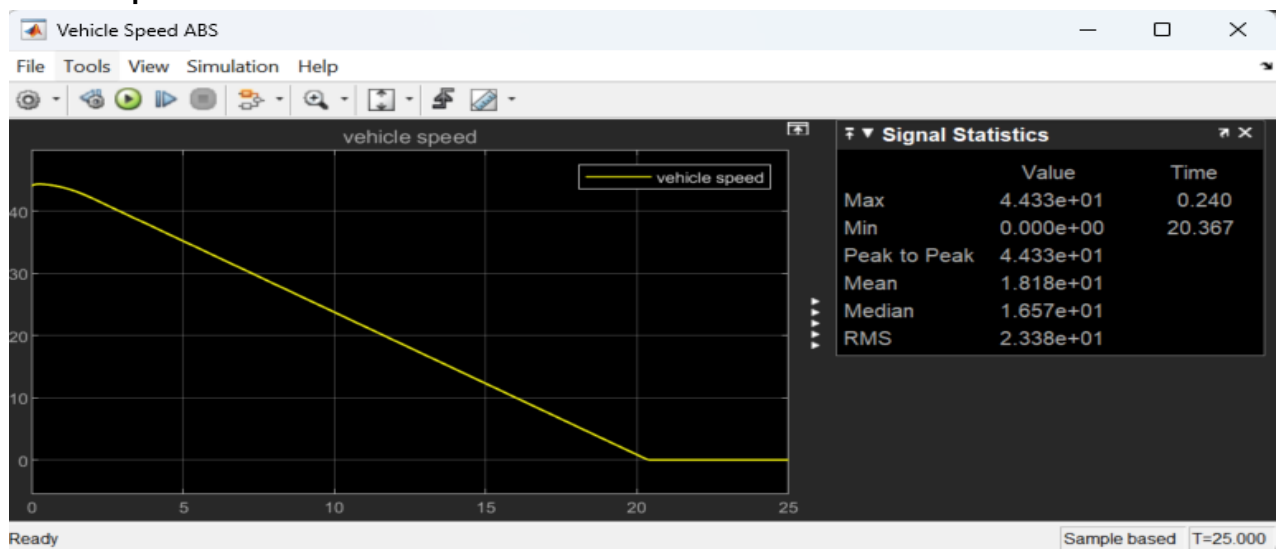 Vehicle Speed ABS
File Tools View Simulation Help
vehicle speed
vehicle speed
40
30
20
10
0
0 5 10 15 20 25
Signal Statistics
Value Time
Max 4.433e+01 0.240
Min 0.000e+00 20.367
Peak to Peak 4.433e+01
Mean 1.818e+01
Median 1.657e+01
RMS 2.338e+01
Ready
Sample based T=25.000